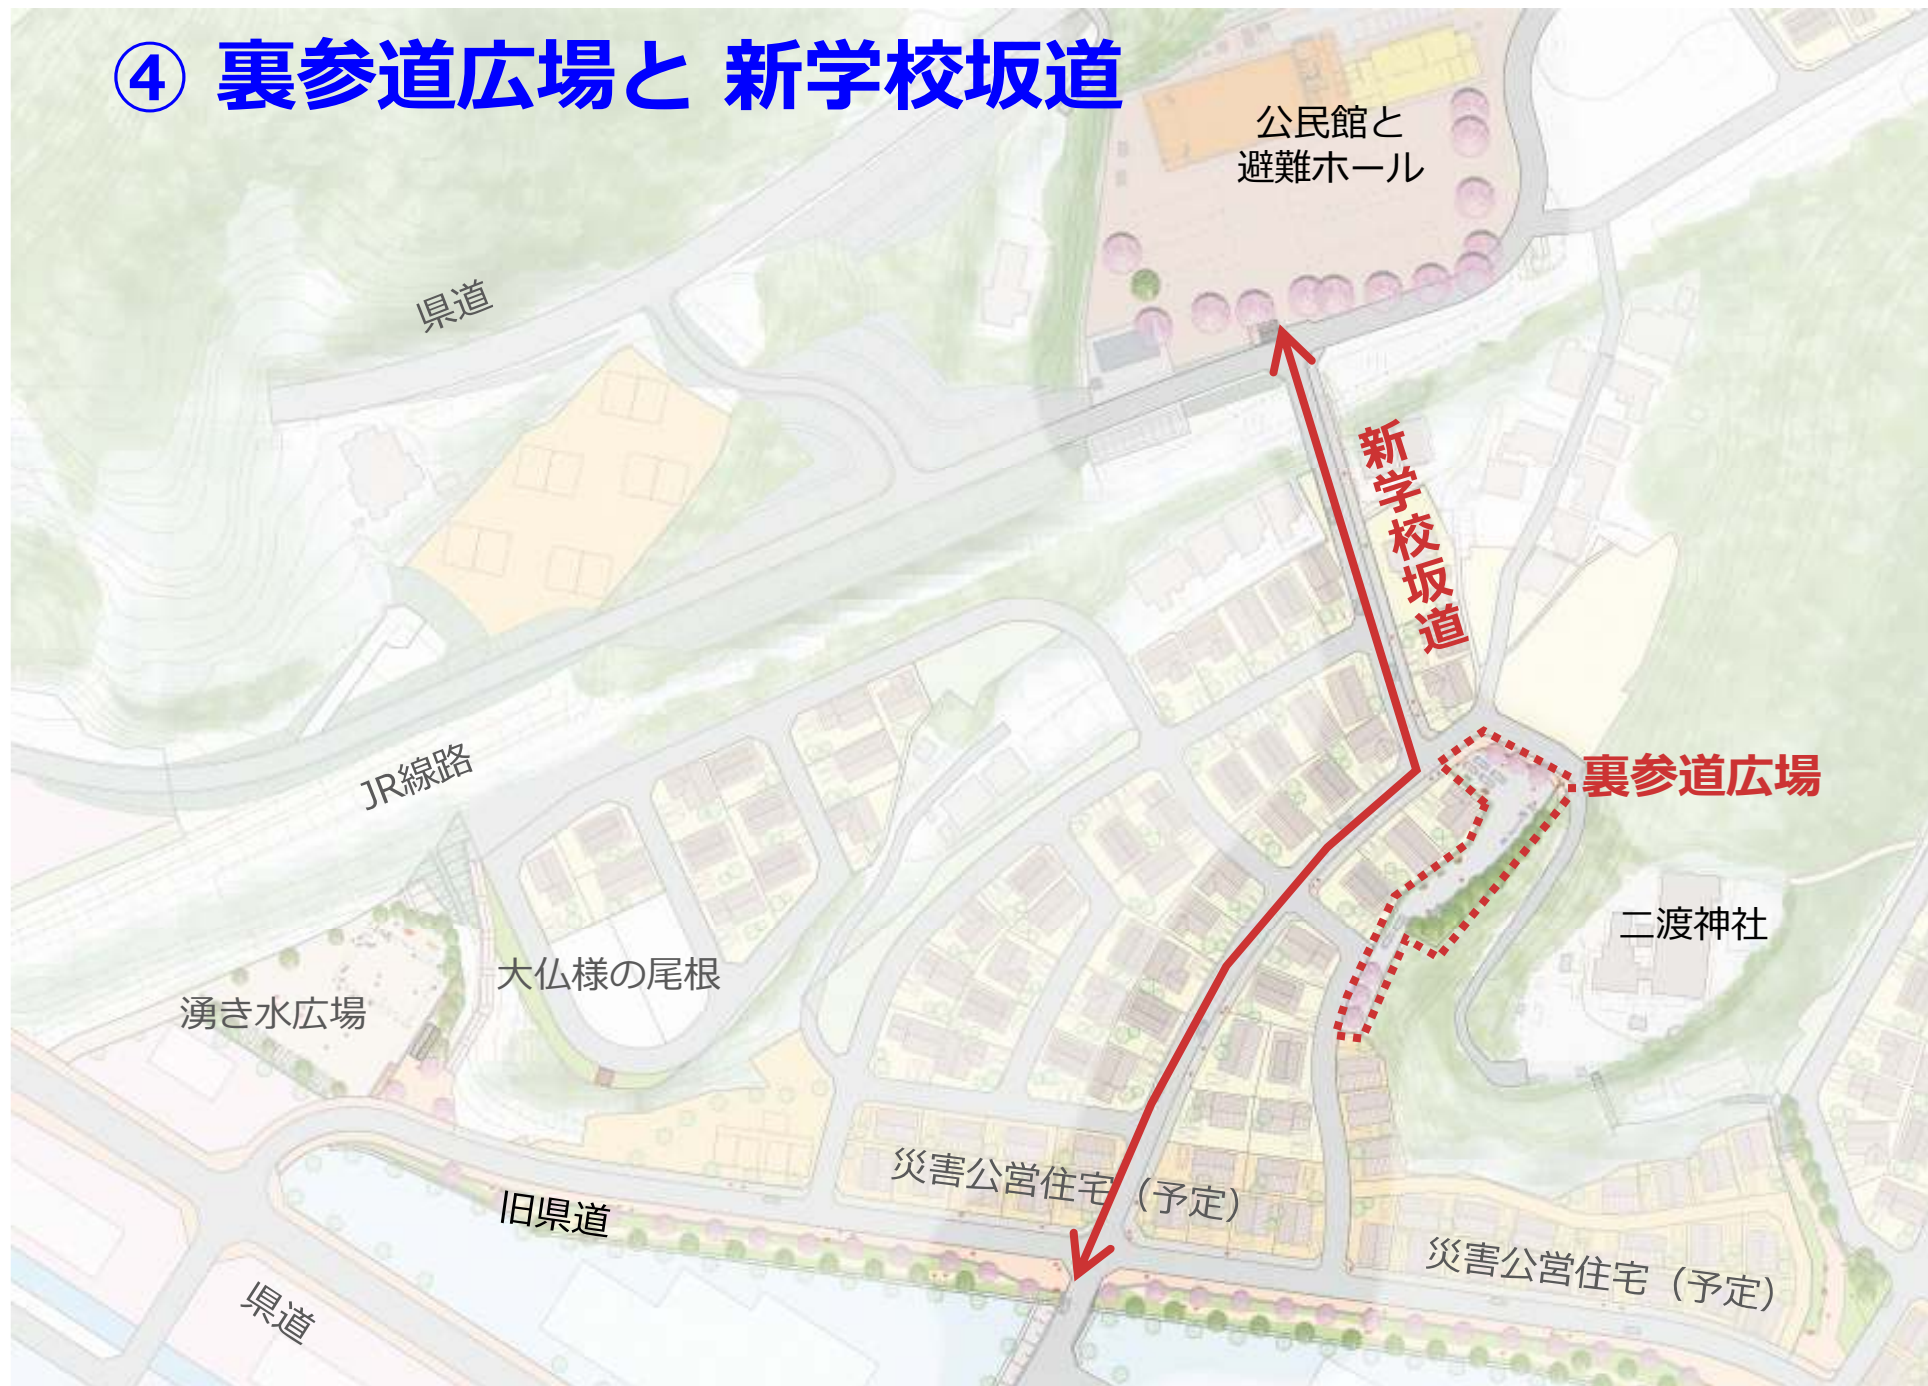 ④ 裏参道広場と 新学校坂道
公民館と
避難ホール
県道
新学校坂道
JR線路
裏参道広場
二渡神社
大仏様の尾根
湧き水広場
災害公営住宅（予定）
旧県道
災害公営住宅（予定）
県道